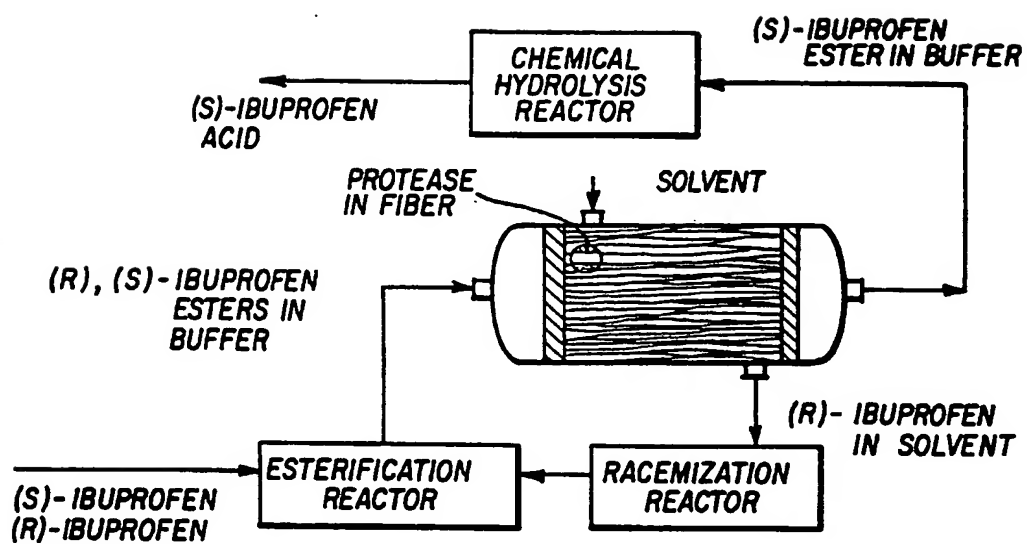 CHEMICAL
HYDROLYSIS
REACTOR
(S)-IBUPROFEN
ESTER IN BUFFER
(S)-IBUPROFEN
ACID
PROTEASE
IN FIBER
SOLVENT
(R), (S)-IBUPROFEN
ESTERS IN
BUFFER
(R)-IBUPROFEN
IN SOLVENT
ESTERIFICATION
REACTOR
RACEMIZATION
REACTOR
(S)-IBUPROFEN
(R)-IBUPROFEN